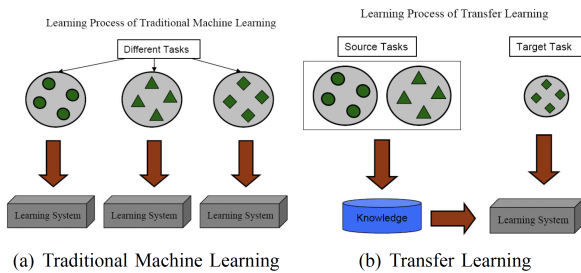 Learning Process of Traditional Machine Learning
Different Tasks
Learning System
Learning System
Learning System
(a) Traditional Machine Learning
Learning Process of Transfer Learning
Source Tasks
Target Task
Knowledge
Learning System
(b) Transfer Learning